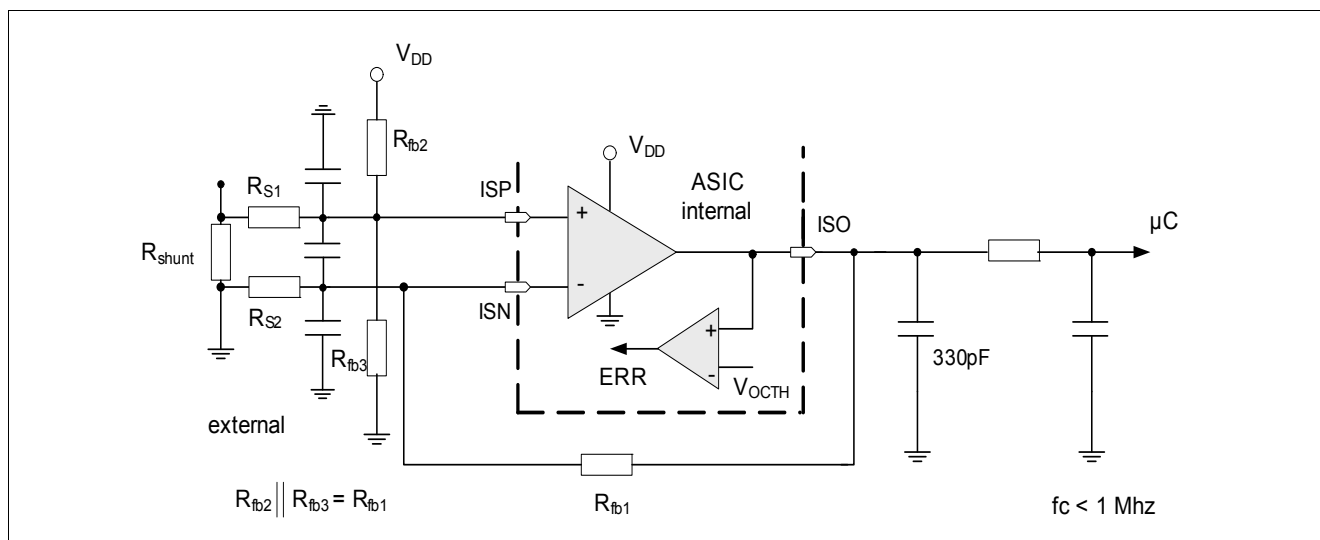 V_DD
R_fb2
V_DD
ASIC
internal
R_S1
ISP
+
ISO
µC
R_shunt
-
ISN
R_S2
+
330pF
R_fb3
ERR
-
V_OCTH
external
R_fb2 || R_fb3 = R_fb1
R_fb1
fc < 1 Mhz